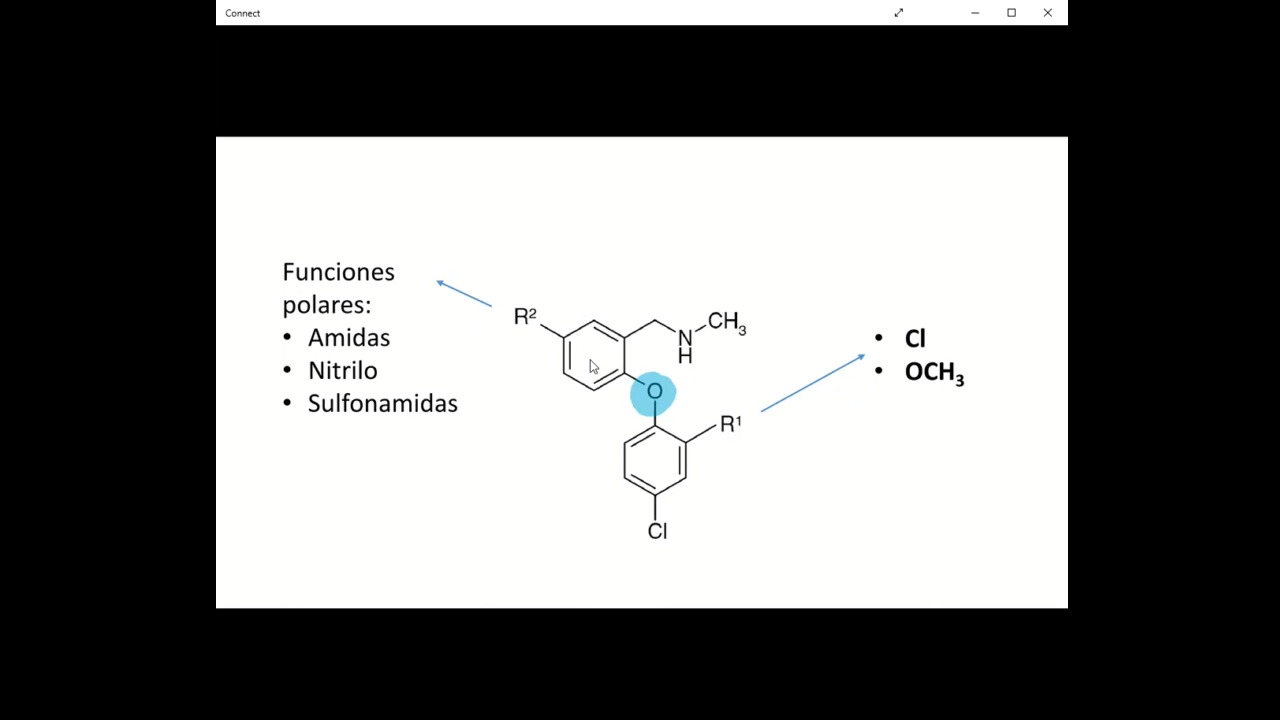 Connect
Funciones
polares:
• Amidas
• Nitrilo
• Sulfonamidas
R²
CH₃
N
H
O
R¹
Cl
• Cl
• OCH₃